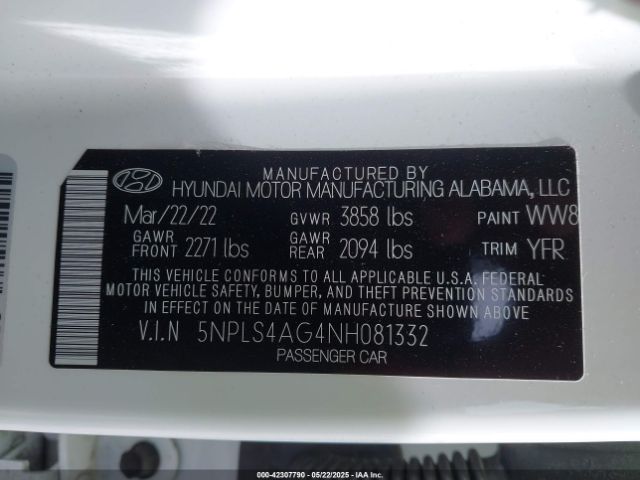 MANUFACTURED BY
HYUNDAI MOTOR MANUFACTURING ALABAMA, LLC
Mar/22/22 GVWR 3858 lbs PAINT WW8
GAWR FRONT 2271 lbs GAWR REAR 2094 lbs TRIM YFR
THIS VEHICLE CONFORMS TO ALL APPLICABLE U.S.A. FEDERAL
MOTOR VEHICLE SAFETY, BUMPER, AND THEFT PREVENTION STANDARDS
IN EFFECT ON THE DATE OF MANUFACTURE SHOWN ABOVE
V.I.N 5NPLS4AG4NH081332
PASSENGER CAR
000-42307790 - 05/22/2025 - IAA Inc.